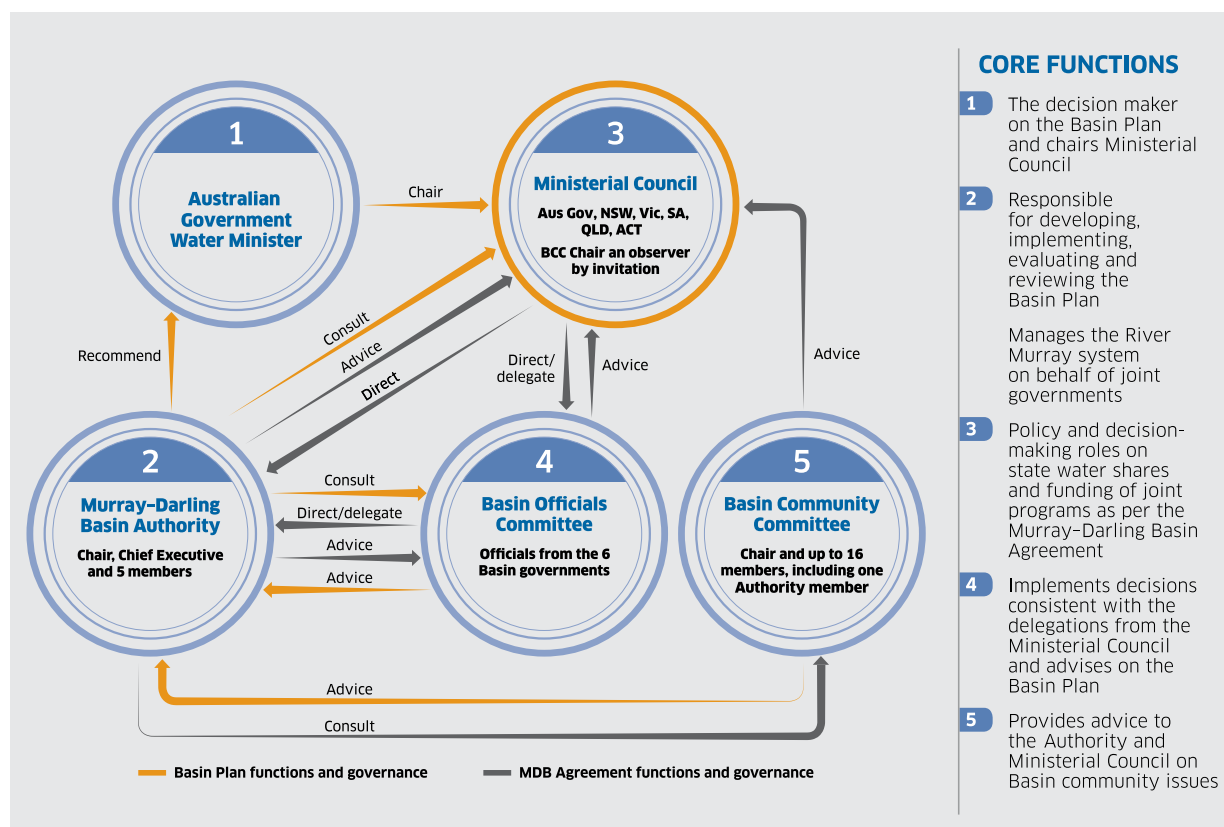 1
Australian
Government
Water Minister
Chair
3
Ministerial Council
Aus Gov, NSW, Vic, SA,
QLD, ACT
BCC Chair an observer
by invitation
Recommend
Consult
Advice
Direct
Direct/
delegate
Advice
Advice
2
Murray–Darling
Basin Authority
Chair, Chief Executive
and 5 members
Consult
Direct/delegate
Advice
Advice
4
Basin Officials
Committee
Officials from the 6
Basin governments
5
Basin Community
Committee
Chair and up to 16
members, including one
Authority member
Advice
Consult
Basin Plan functions and governance
MDB Agreement functions and governance
CORE FUNCTIONS
1 The decision maker
on the Basin Plan
and chairs Ministerial
Council
2 Responsible
for developing,
implementing,
evaluating and
reviewing the
Basin Plan
Manages the River
Murray system
on behalf of joint
governments
3 Policy and decision-
making roles on
state water shares
and funding of joint
programs as per the
Murray–Darling Basin
Agreement
4 Implements decisions
consistent with the
delegations from the
Ministerial Council
and advises on the
Basin Plan
5 Provides advice to
the Authority and
Ministerial Council on
Basin community issues